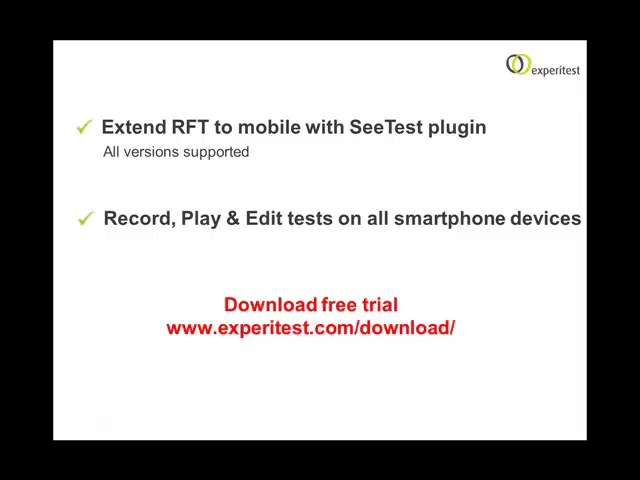 experitest
Extend RFT to mobile with SeeTest plugin
All versions supported
Record, Play & Edit tests on all smartphone devices
Download free trial
www.experitest.com/download/